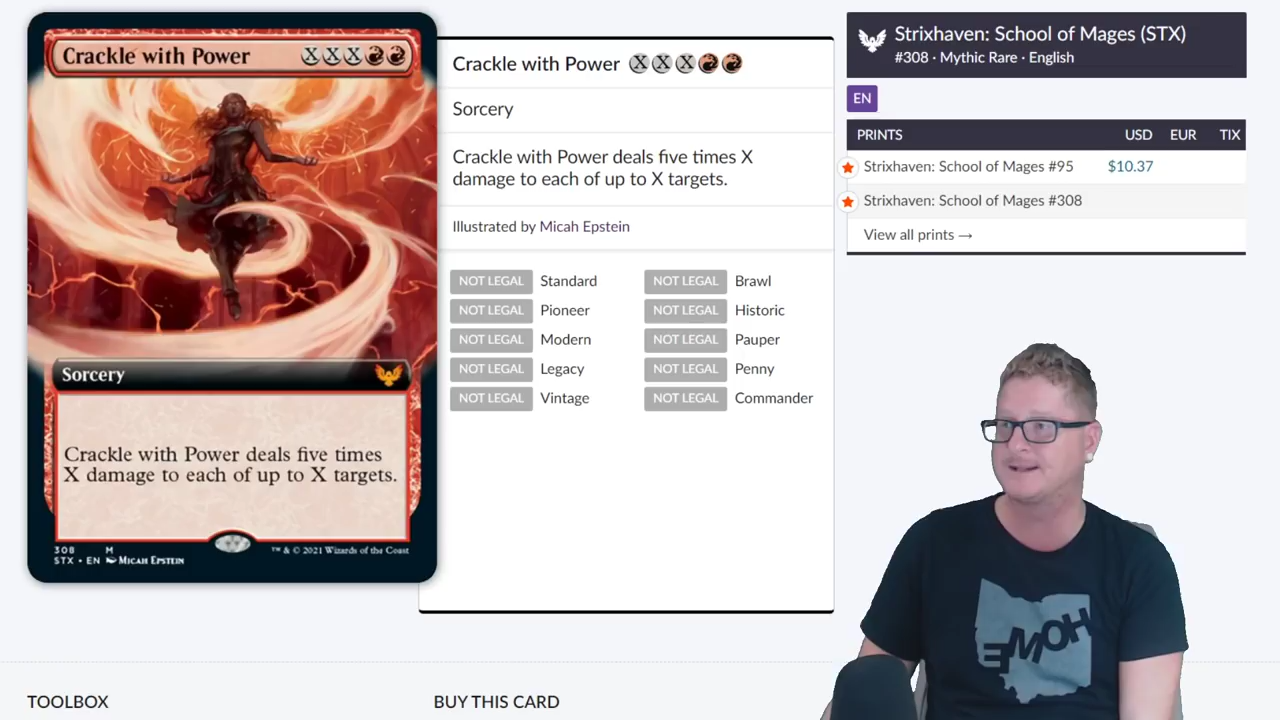 Crackle with Power XXX
Sorcery
Crackle with Power deals five times
X damage to each of up to X targets.
308 M
STX • EN MICAH EPSTEIN
™ & © 2021 Wizards of the Coast
Crackle with Power XXX
Sorcery
Crackle with Power deals five times X
damage to each of up to X targets.
Illustrated by Micah Epstein
NOT LEGAL Standard NOT LEGAL Brawl
NOT LEGAL Pioneer NOT LEGAL Historic
NOT LEGAL Modern NOT LEGAL Pauper
NOT LEGAL Legacy NOT LEGAL Penny
NOT LEGAL Vintage NOT LEGAL Commander
Strixhaven: School of Mages (STX)
#308 · Mythic Rare · English
EN
PRINTS USD EUR TIX
Strixhaven: School of Mages #95 $10.37
Strixhaven: School of Mages #308
View all prints →
HOME
TOOLBOX
BUY THIS CARD